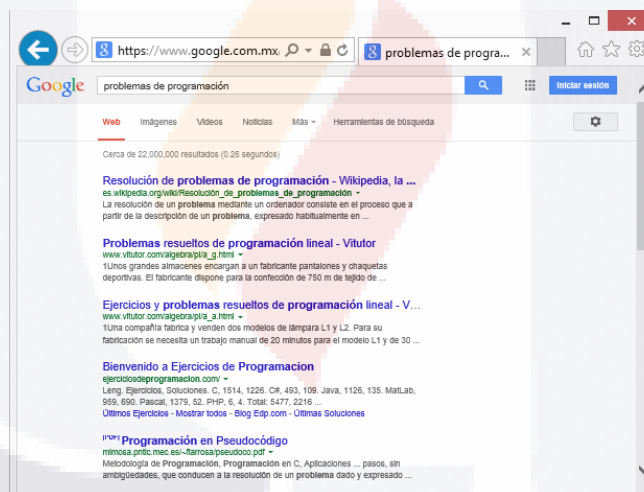 https://www.google.com.mx
problemas de progra...
Google
problemas de programación
Iniciar sesión
Web Imágenes Videos Noticias Más Herramientas de búsqueda
Cerca de 22,000,000 resultados (0.26 segundos)
Resolución de problemas de programación - Wikipedia, la ...
es.wikipedia.org/wiki/Resolución_de_problemas_de_programación
La resolución de un problema mediante un ordenador consiste en el proceso que a
partir de la descripción de un problema, expresado habitualmente en ...
Problemas resueltos de programación lineal - Vitutor
www.vitutor.com/algebra/pl/a_g.html
1Unos grandes almacenes encargan a un fabricante pantalones y chaquetas
deportivas. El fabricante dispone para la confección de 750 m de tejido de ...
Ejercicios y problemas resueltos de programación lineal - V...
www.vitutor.com/algebra/pl/a_a.html
1Una compañía fabrica y venden dos modelos de lámpara L1 y L2. Para su
fabricación se necesita un trabajo manual de 20 minutos para el modelo L1 y de 30 ...
Bienvenido a Ejercicios de Programacion
ejerciciosdeprogramacion.com/
Leng. Ejercicios, Soluciones. C, 1514, 1226. C#, 493, 109. Java, 1126, 135. MatLab,
959, 690. Pascal, 1379, 52. PHP, 6, 4. Total: 5477, 2216 ...
Últimos Ejercicios - Mostrar todos - Blog Edp.com - Últimas Soluciones
[PDF] Programación en Pseudocódigo
mimosa.pntic.mec.es/~flarrosa/pseudoco.pdf
Metodología de Programación, Programación en C, Aplicaciones ... pasos, sin
ambigüedades, que conducen a la resolución de un problema dado y expresado ...